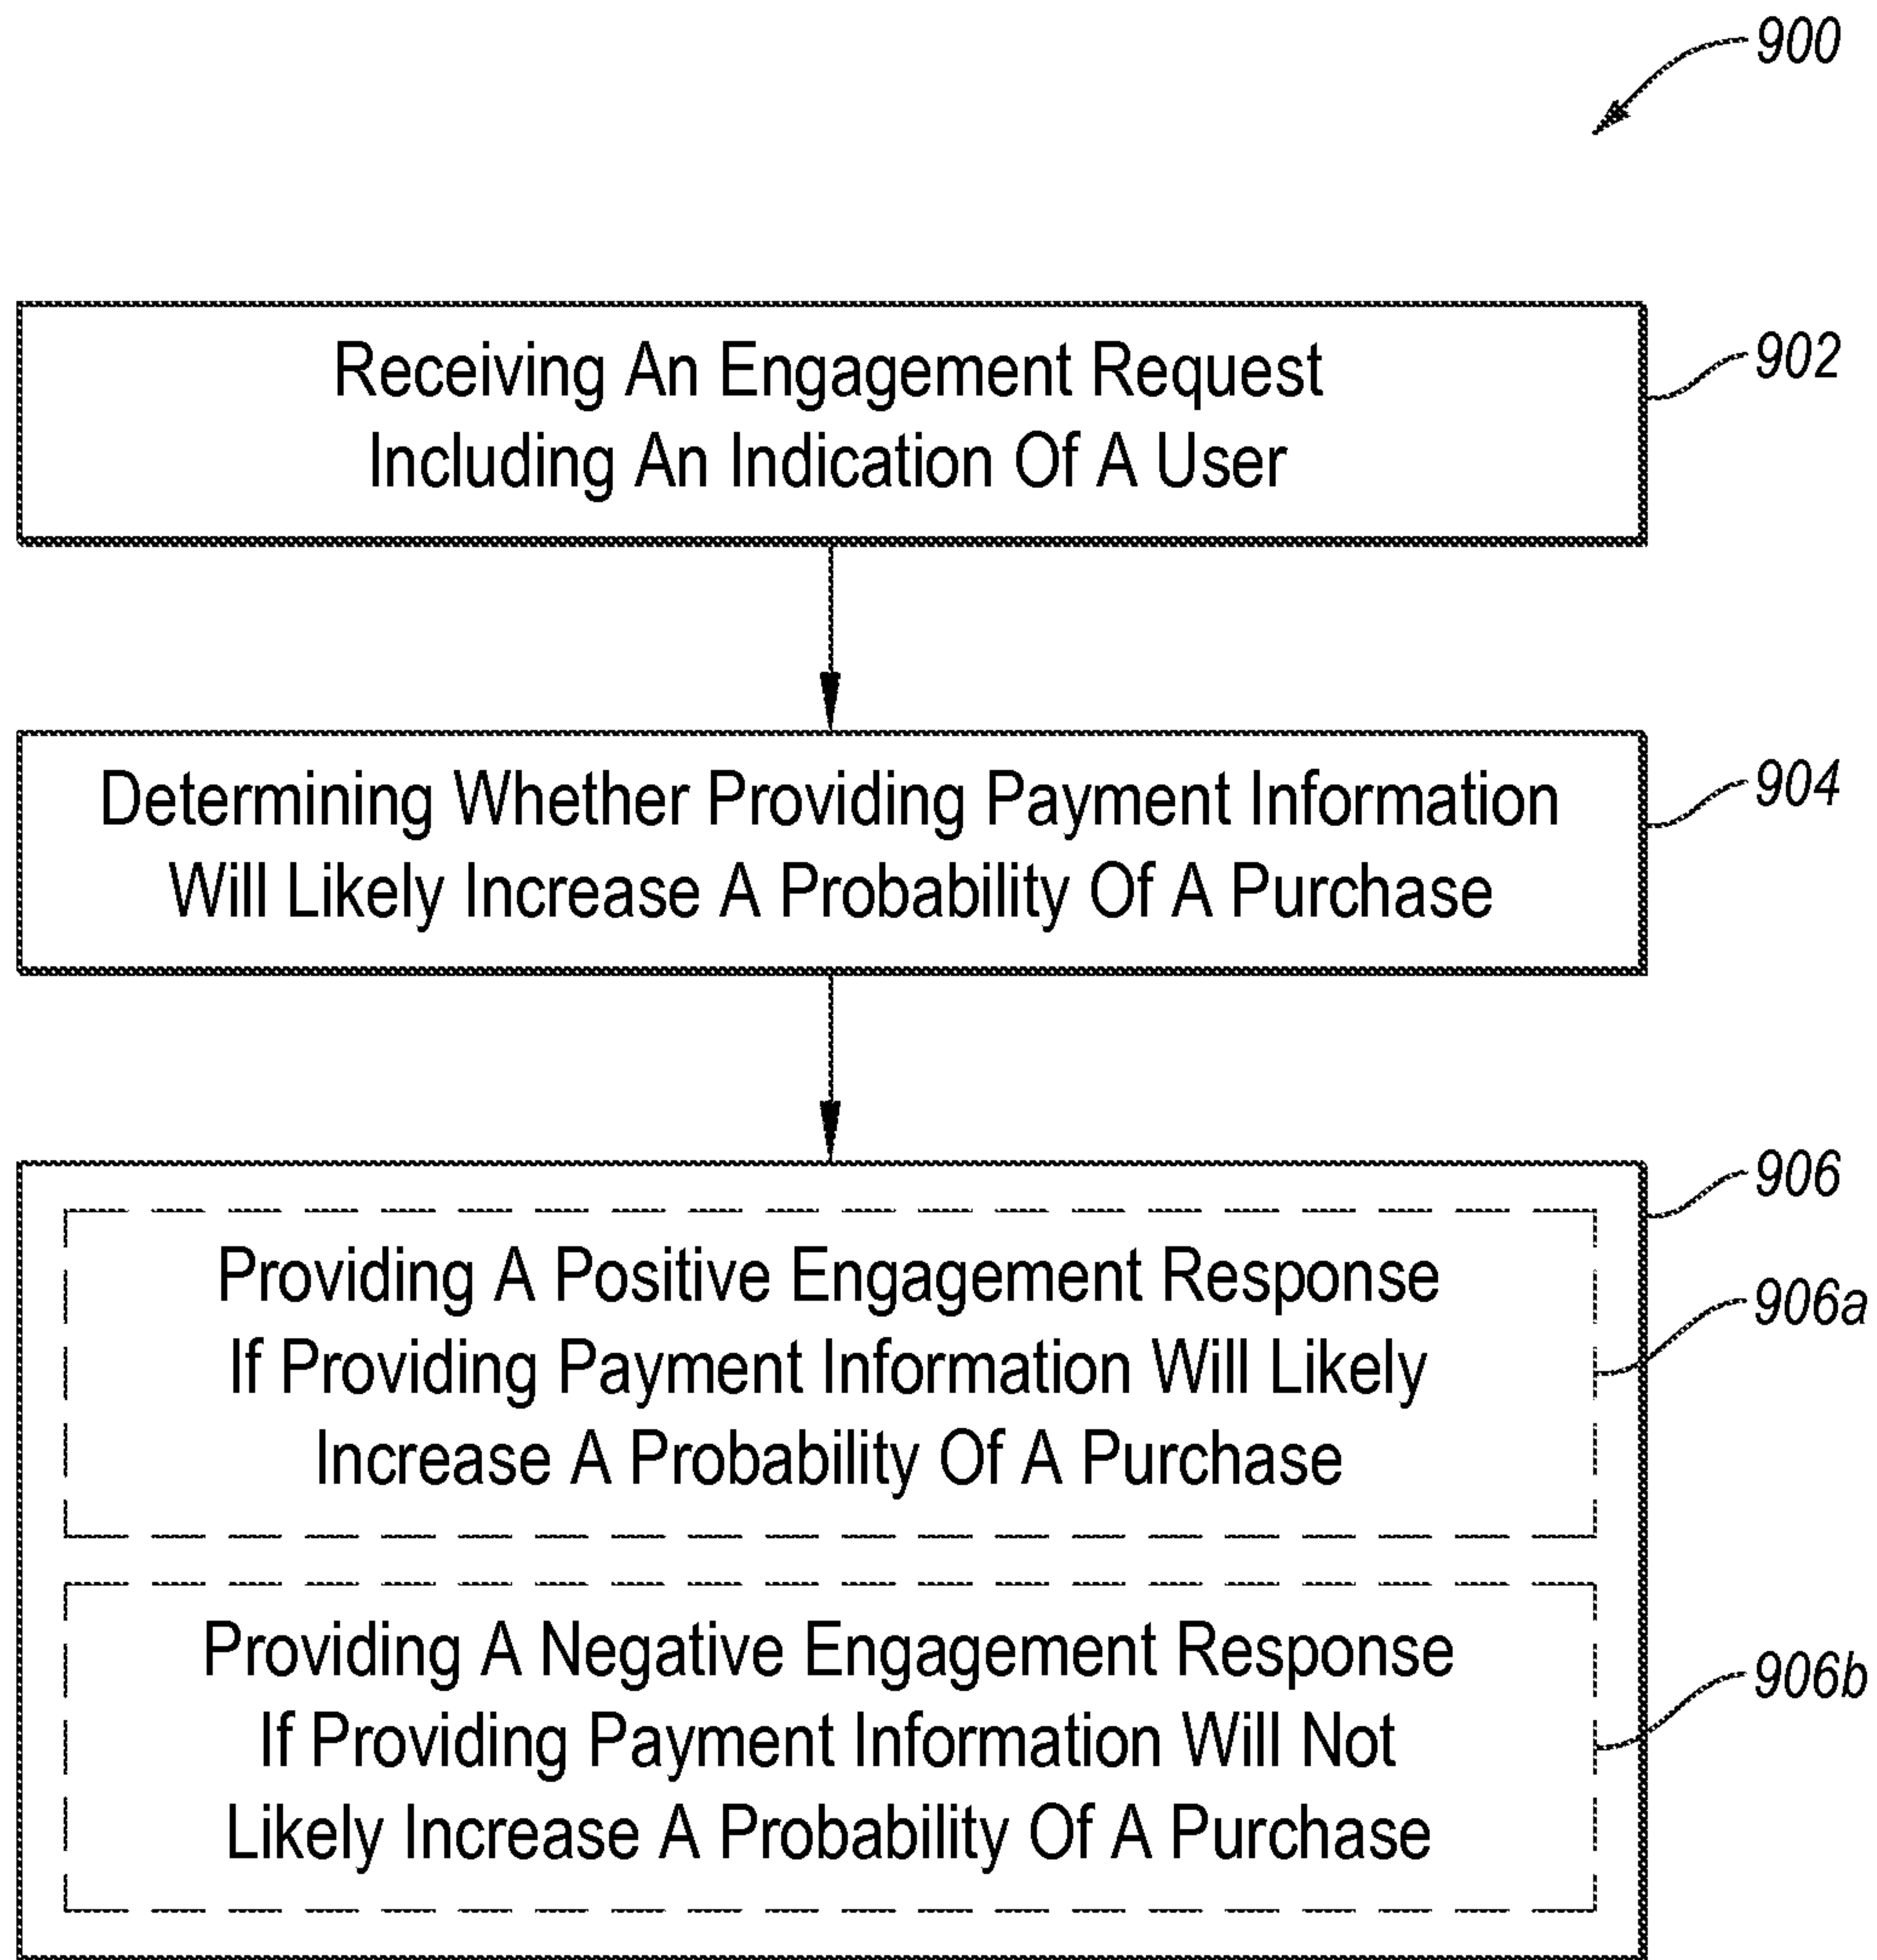 900
Receiving An Engagement Request
Including An Indication Of A User
902
Determining Whether Providing Payment Information
Will Likely Increase A Probability Of A Purchase
904
906
Providing A Positive Engagement Response
If Providing Payment Information Will Likely
Increase A Probability Of A Purchase
906a
Providing A Negative Engagement Response
If Providing Payment Information Will Not
Likely Increase A Probability Of A Purchase
906b